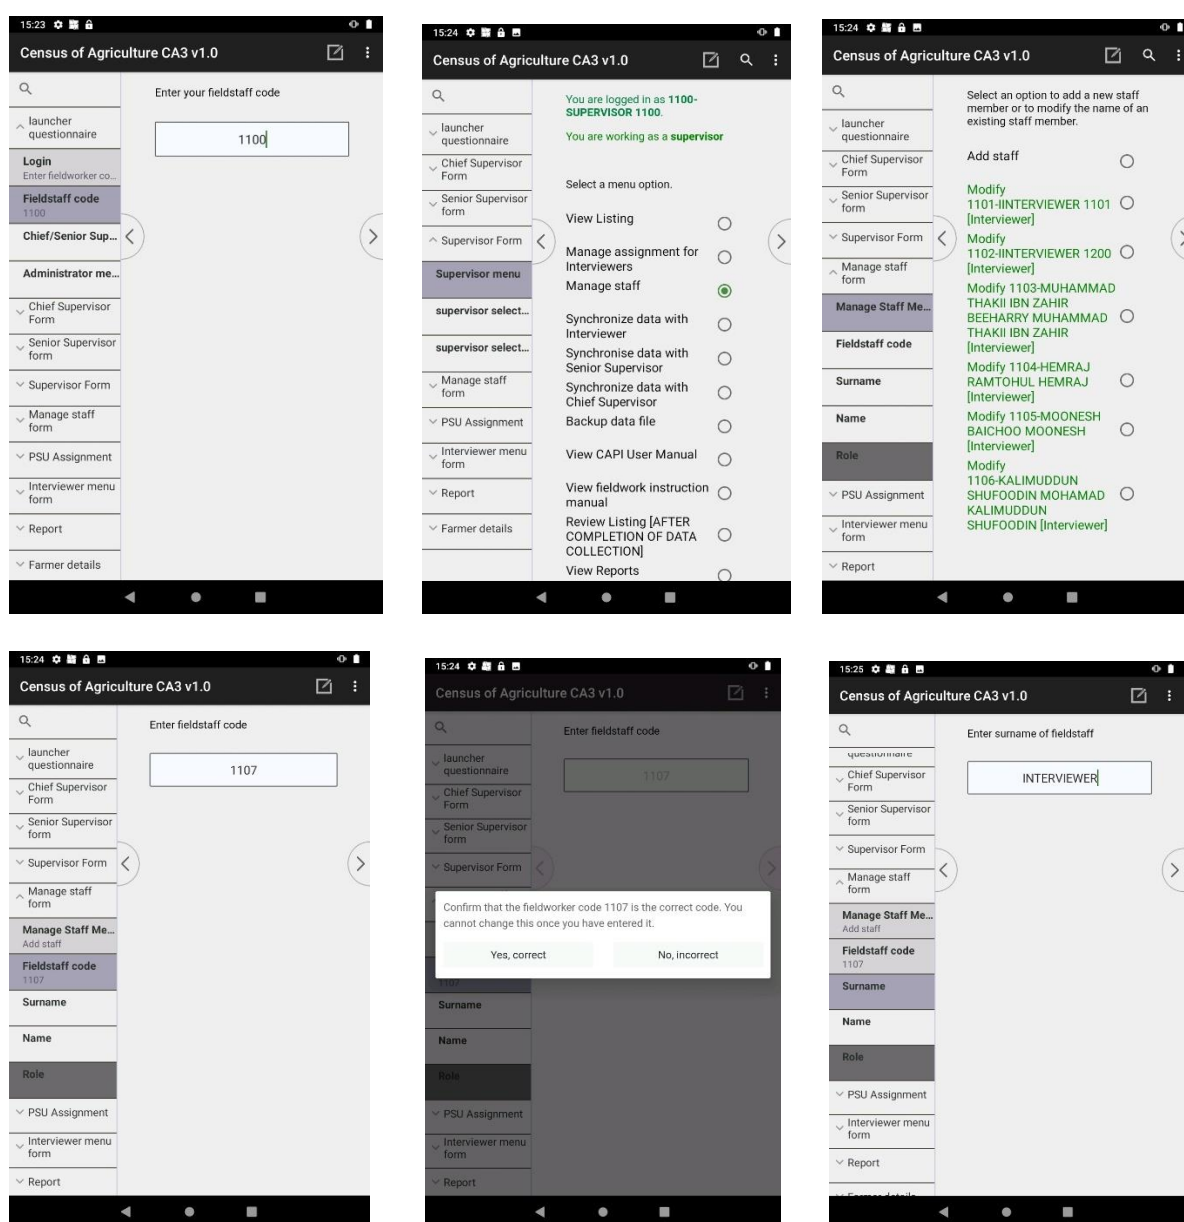 15:23
Census of Agriculture CA3 v1.0
launcher
questionnaire
Login
Enter fieldworker co...
Fieldstaff code
1100
Chief/Senior Sup...
Administrator me...
Chief Supervisor
Form
Senior Supervisor
form
Supervisor Form
Manage staff
form
PSU Assignment
Interviewer menu
form
Report
Farmer details
Enter your fieldstaff code
1100
15:24
Census of Agriculture CA3 v1.0
launcher
questionnaire
Chief Supervisor
Form
Senior Supervisor
form
Supervisor Form
Supervisor menu
supervisor select...
supervisor select...
Manage staff
form
PSU Assignment
Interviewer menu
form
Report
Farmer details
You are logged in as 1100-
SUPERVISOR 1100.
You are working as a supervisor
Select a menu option.
View Listing
Manage assignment for
Interviewers
Manage staff
Synchronize data with
Interviewer
Synchronise data with
Senior Supervisor
Synchronize data with
Chief Supervisor
Backup data file
View CAPI User Manual
View fieldwork instruction
manual
Review Listing [AFTER
COMPLETION OF DATA
COLLECTION]
View Reports
15:24
Census of Agriculture CA3 v1.0
launcher
questionnaire
Chief Supervisor
Form
Senior Supervisor
form
Supervisor Form
Manage staff
form
Manage Staff Me...
Fieldstaff code
Surname
Name
Role
PSU Assignment
Interviewer menu
form
Report
Select an option to add a new staff
member or to modify the name of an
existing staff member.
Add staff
Modify
1101-IINTERVIEWER 1101
[Interviewer]
Modify
1102-IINTERVIEWER 1200
[Interviewer]
Modify 1103-MUHAMMAD
THAKII IBN ZAHIR
BEEHARRY MUHAMMAD
THAKII IBN ZAHIR
[Interviewer]
Modify 1104-HEMRAJ
RAMTOHUL HEMRAJ
[Interviewer]
Modify 1105-MOONESH
BAICHOO MOONESH
[Interviewer]
Modify
1106-KALIMUDDUN
SHUFOODIN MOHAMAD
KALIMUDDUN
SHUFOODIN [Interviewer]
15:24
Census of Agriculture CA3 v1.0
launcher
questionnaire
Chief Supervisor
Form
Senior Supervisor
form
Supervisor Form
Manage staff
form
Manage Staff Me...
Add staff
Fieldstaff code
1107
Surname
Name
Role
PSU Assignment
Interviewer menu
form
Report
Enter fieldstaff code
1107
15:24
Census of Agriculture CA3 v1.0
launcher
questionnaire
Chief Supervisor
Form
Senior Supervisor
form
Supervisor Form
Enter fieldstaff code
1107
Confirm that the fieldworker code 1107 is the correct code. You
cannot change this once you have entered it.
Yes, correct
No, incorrect
1107
Surname
Name
Role
PSU Assignment
Interviewer menu
form
Report
15:25
Census of Agriculture CA3 v1.0
questionnaire
Chief Supervisor
Form
Senior Supervisor
form
Supervisor Form
Manage staff
form
Manage Staff Me...
Add staff
Fieldstaff code
1107
Surname
Name
Role
PSU Assignment
Interviewer menu
form
Report
Farmer details
Enter surname of fieldstaff
INTERVIEWER